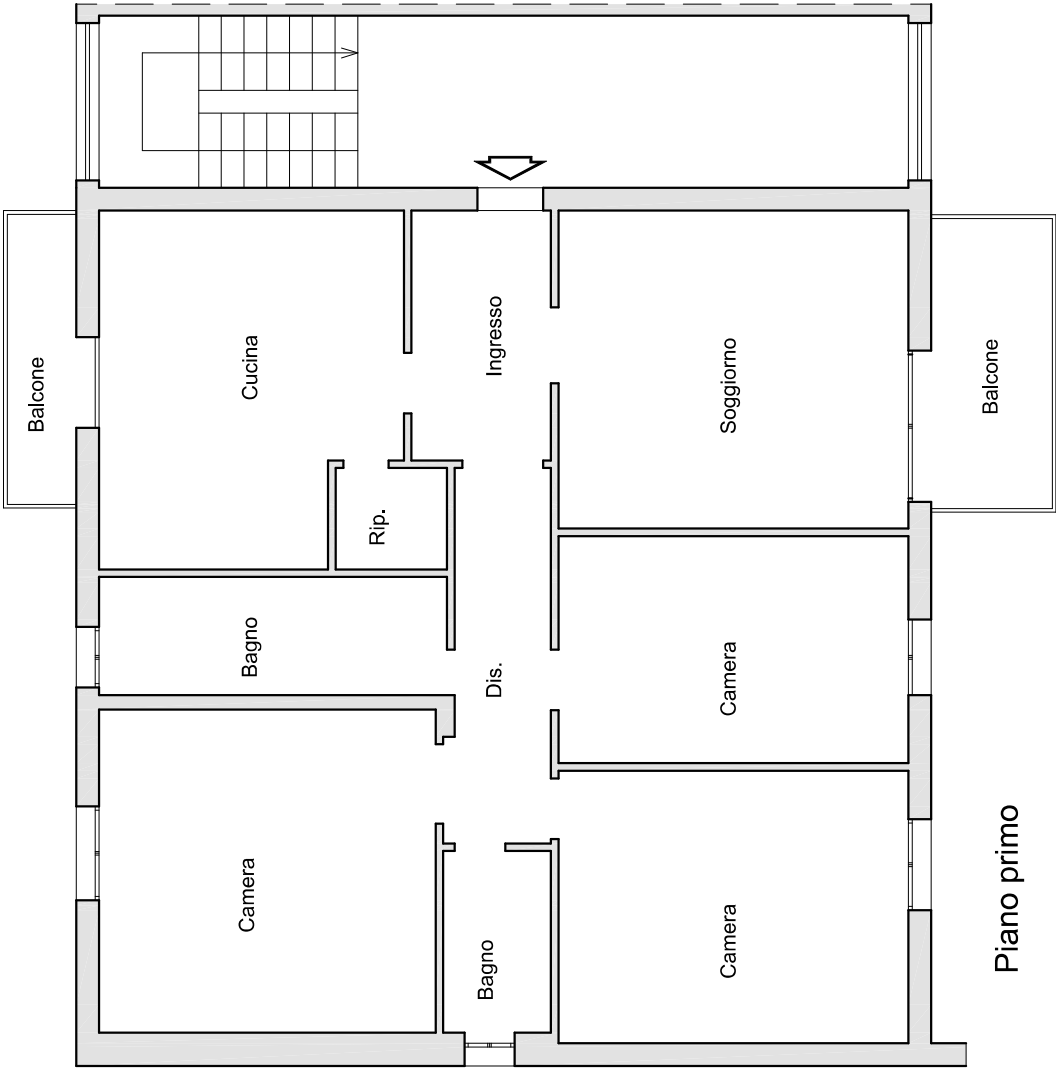 Balcone
Cucina
Ingresso
Soggiorno
Balcone
Rip.
Bagno
Dis.
Camera
Camera
Bagno
Camera
Piano primo